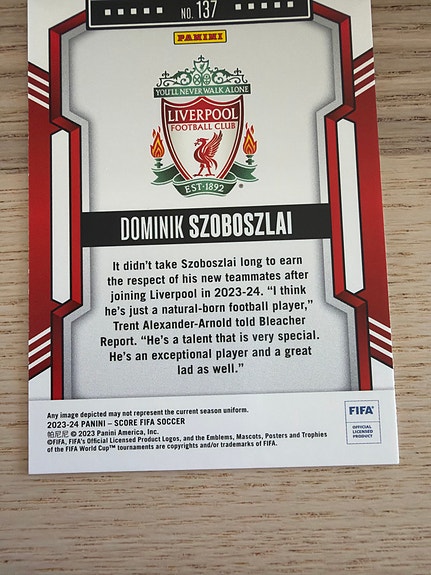 NO. 137
PANINI
YOU'LL NEVER WALK ALONE
LIVERPOOL
FOOTBALL CLUB
EST·1892
®
DOMINIK SZOBOSZLAI
It didn't take Szoboszlai long to earn
the respect of his new teammates after
joining Liverpool in 2023-24. “I think
he's just a natural-born football player,”
Trent Alexander-Arnold told Bleacher
Report. “He's a talent that is very special.
He's an exceptional player and a great
lad as well.”
Any image depicted may not represent the current season uniform.
2023-24 PANINI – SCORE FIFA SOCCER
帕尼尼 © 2023 Panini America, Inc.
©FIFA, FIFA's Official Licensed Product Logos, and the Emblems, Mascots, Posters and Trophies
of the FIFA World Cup™ tournaments are copyrights and/or trademarks of FIFA.
FIFA®
OFFICIAL
LICENSED
PRODUCT